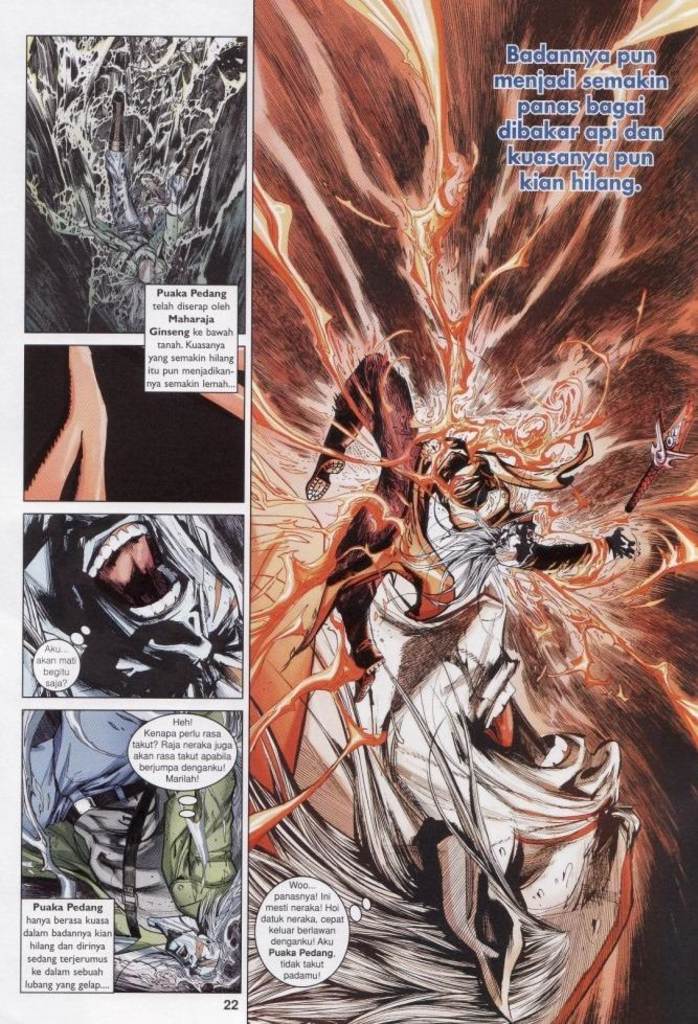 Puaka Pedang
telah diserap oleh
Maharaja
Ginseng ke bawah
tanah. Kuasanya
yang semakin hilang
itu pun menjadikan-
nya semakin lemah...
Aku...
akan mati
begitu
saja?
Heh!
Kenapa perlu rasa
takut? Raja neraka juga
akan rasa takut apabila
berjumpa denganku!
Marilah!
Puaka Pedang
hanya berasa kuasa
dalam badannya kian
hilang dan dirinya
sedang terjerumus
ke dalam sebuah
lubang yang gelap....
Badannya pun
menjadi semakin
panas bagai
dibakar api dan
kuasanya pun
kian hilang.
Woo...
panasnya! Ini
mesti neraka! Hoi
datuk neraka, cepat
keluar berlawan
denganku! Aku
Puaka Pedang,
tidak takut
padamu!
22